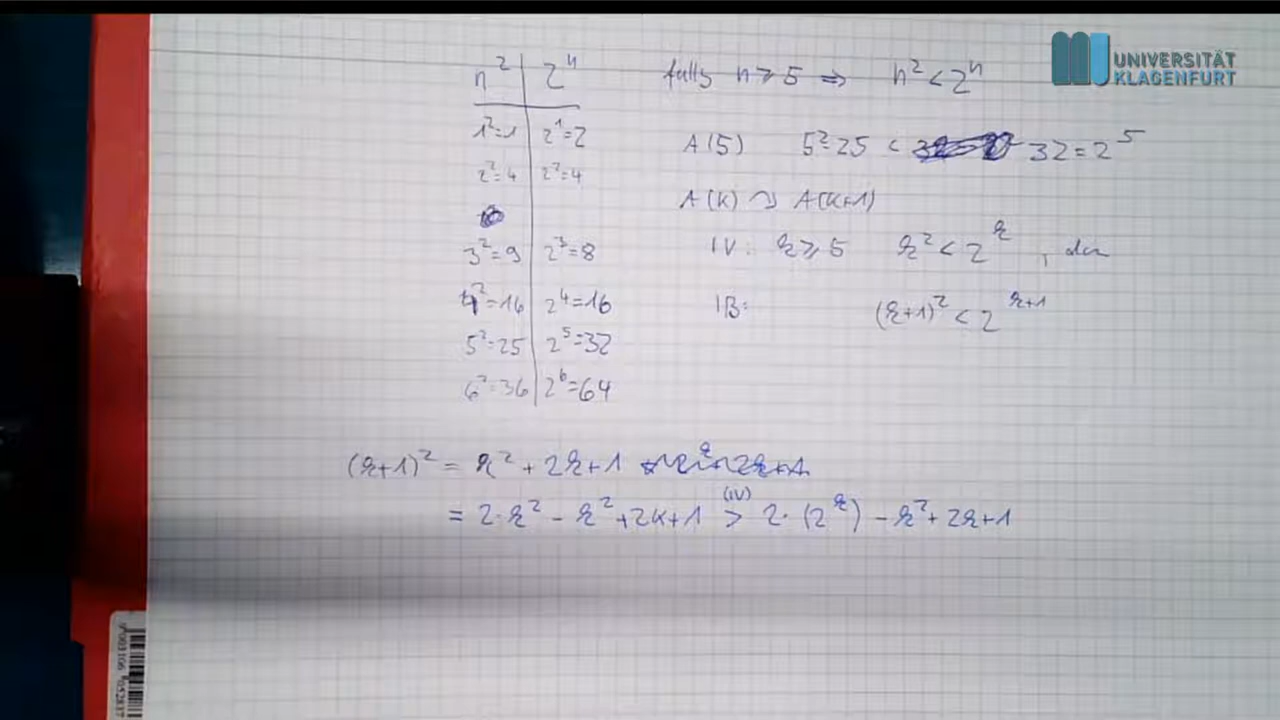 n² | 2ⁿ
1²=1 | 2¹=2
2²=4 | 2²=4
3²=9 | 2³=8
4²=16 | 2⁴=16
5²=25 | 2⁵=32
6²=36 | 2⁶=64
falls n ≥ 5 ⇒ n² < 2ⁿ
A(5) 5²=25 < 32=2⁵
A(k) ↷ A(k+1)
IV: k ≥ 5 k² < 2ᵏ ,
IB: (k+1)² < 2ᵏ⁺¹
(k+1)² = k² + 2k+1
= 2·k² - k² + 2k+1 >(IV) 2·(2ᵏ) - k² + 2k+1
UNIVERSITÄT
KLAGENFURT